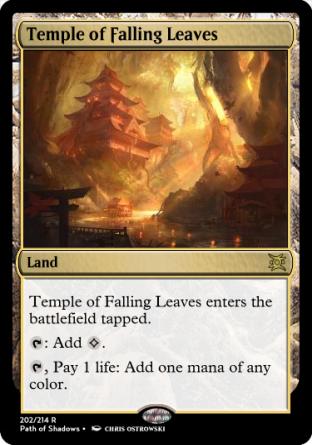 Temple of Falling Leaves
Land
Temple of Falling Leaves enters the
battlefield tapped.
: Add .
, Pay 1 life: Add one mana of any
color.
202/214 R
Path of Shadows • CHRIS OSTROWSKI